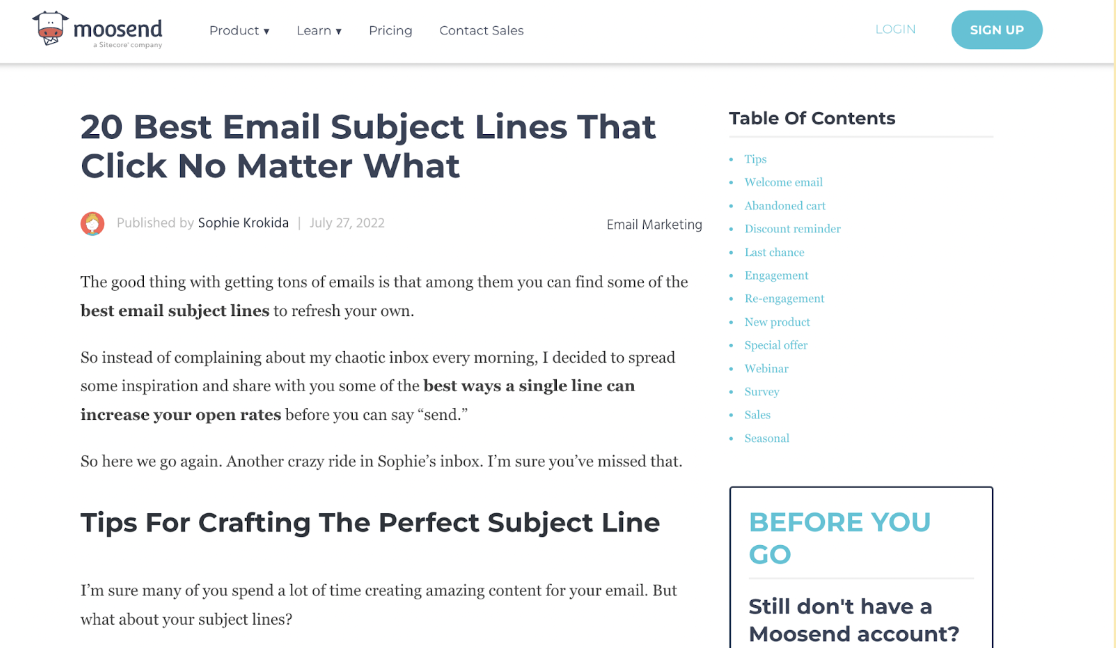 moosend
a Sitecore' company
Product ▾
Learn ▾
Pricing
Contact Sales
LOGIN
SIGN UP
20 Best Email Subject Lines That
Click No Matter What
Published by Sophie Krokida | July 27, 2022
Email Marketing
The good thing with getting tons of emails is that among them you can find some of the
best email subject lines to refresh your own.
So instead of complaining about my chaotic inbox every morning, I decided to spread
some inspiration and share with you some of the best ways a single line can
increase your open rates before you can say “send.”
So here we go again. Another crazy ride in Sophie’s inbox. I’m sure you’ve missed that.
Tips For Crafting The Perfect Subject Line
I’m sure many of you spend a lot of time creating amazing content for your email. But
what about your subject lines?
Table Of Contents
• Tips
• Welcome email
• Abandoned cart
• Discount reminder
• Last chance
• Engagement
• Re-engagement
• New product
• Special offer
• Webinar
• Survey
• Sales
• Seasonal
BEFORE YOU
GO
Still don't have a
Moosend account?